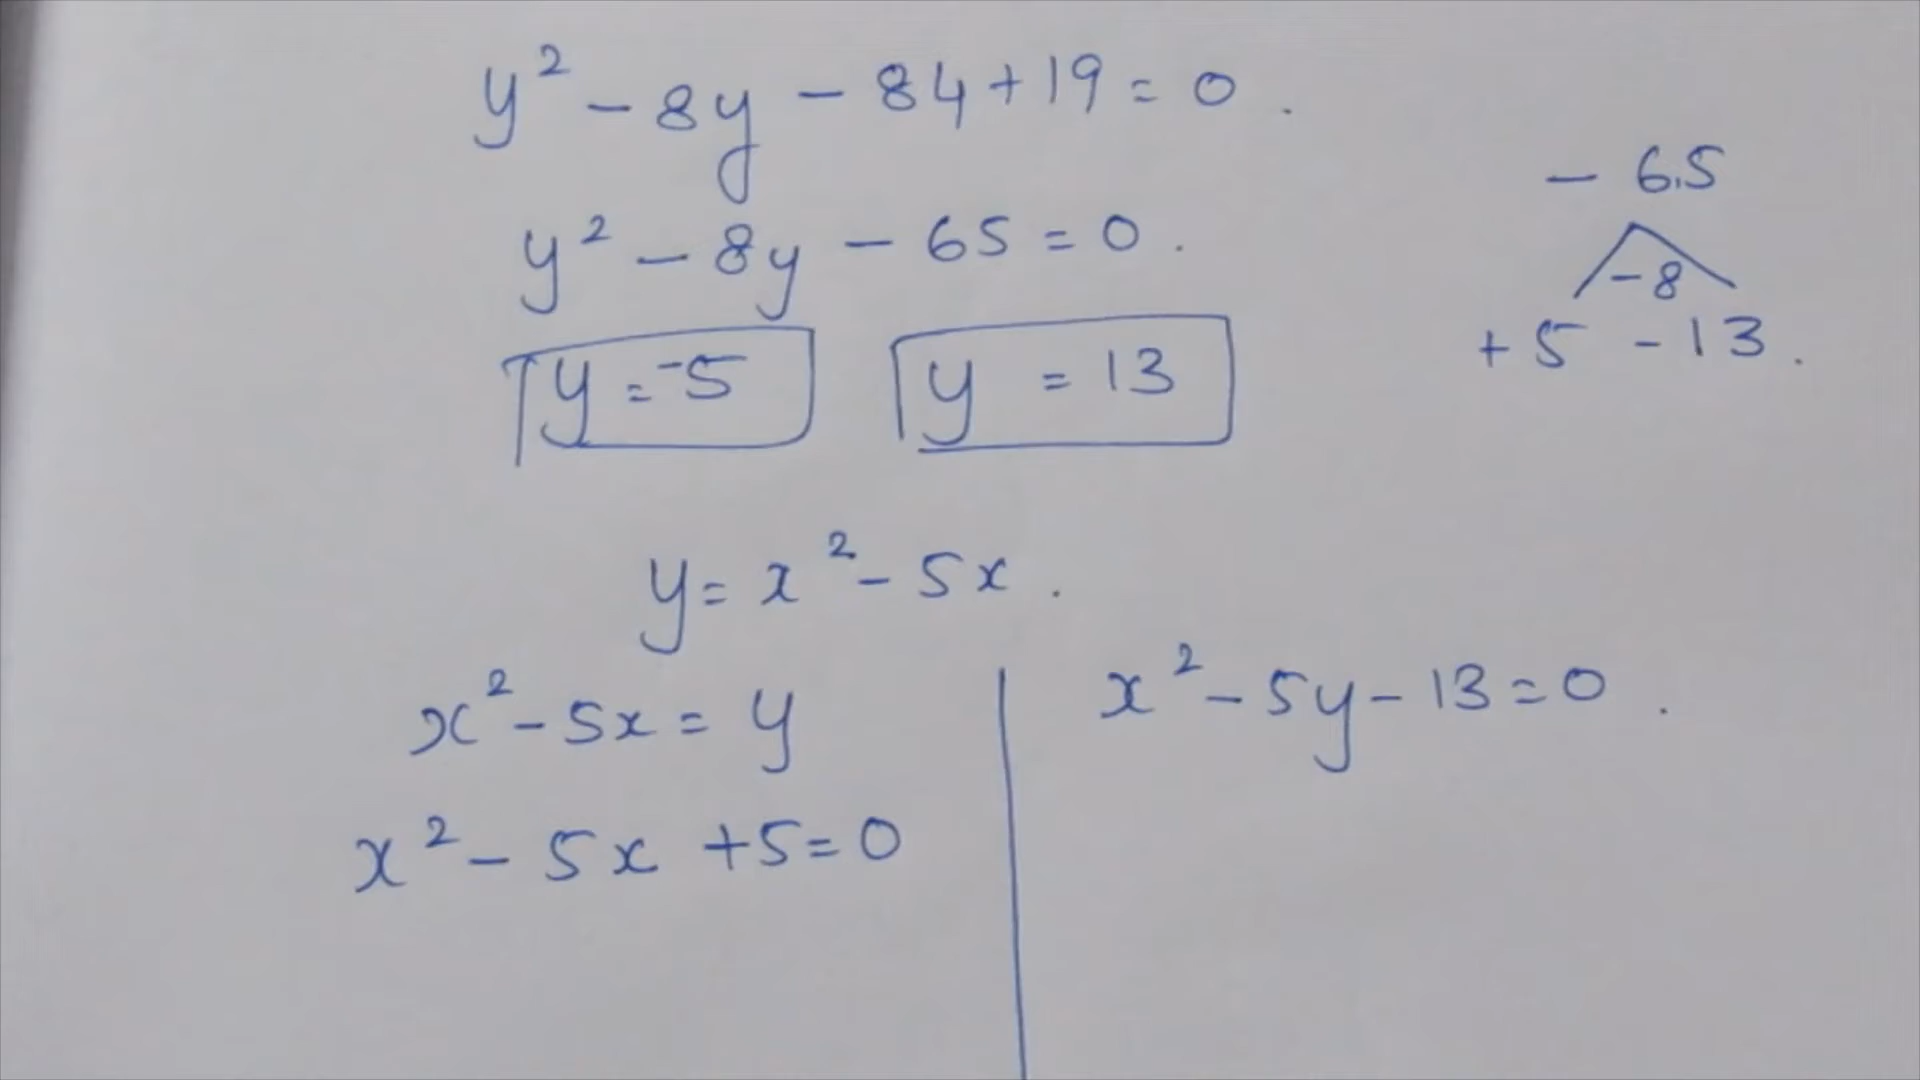 y² - 8y - 84 + 19 = 0.
y² - 8y - 65 = 0.
y = -5
y = 13
- 65
-8
+5 -13.
y = x² - 5x.
x² - 5x = y
x² - 5x + 5 = 0
x² - 5y - 13 = 0.